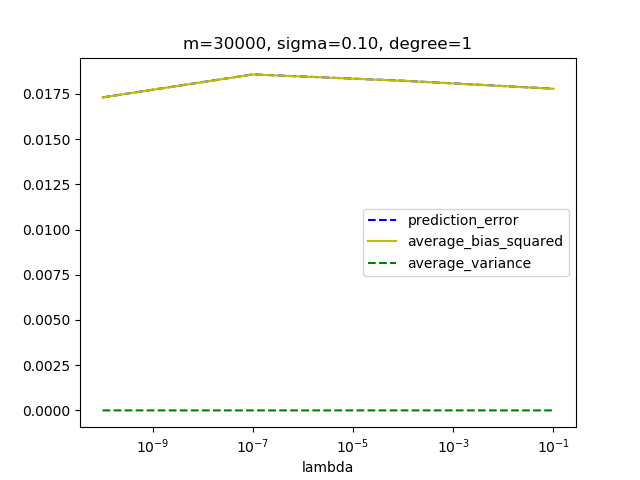 m=30000, sigma=0.10, degree=1
0.0175
0.0150
0.0125
0.0100
0.0075
0.0050
0.0025
0.0000
prediction_error
average_bias_squared
average_variance
10⁻⁹ 10⁻⁷ 10⁻⁵ 10⁻³ 10⁻¹
lambda